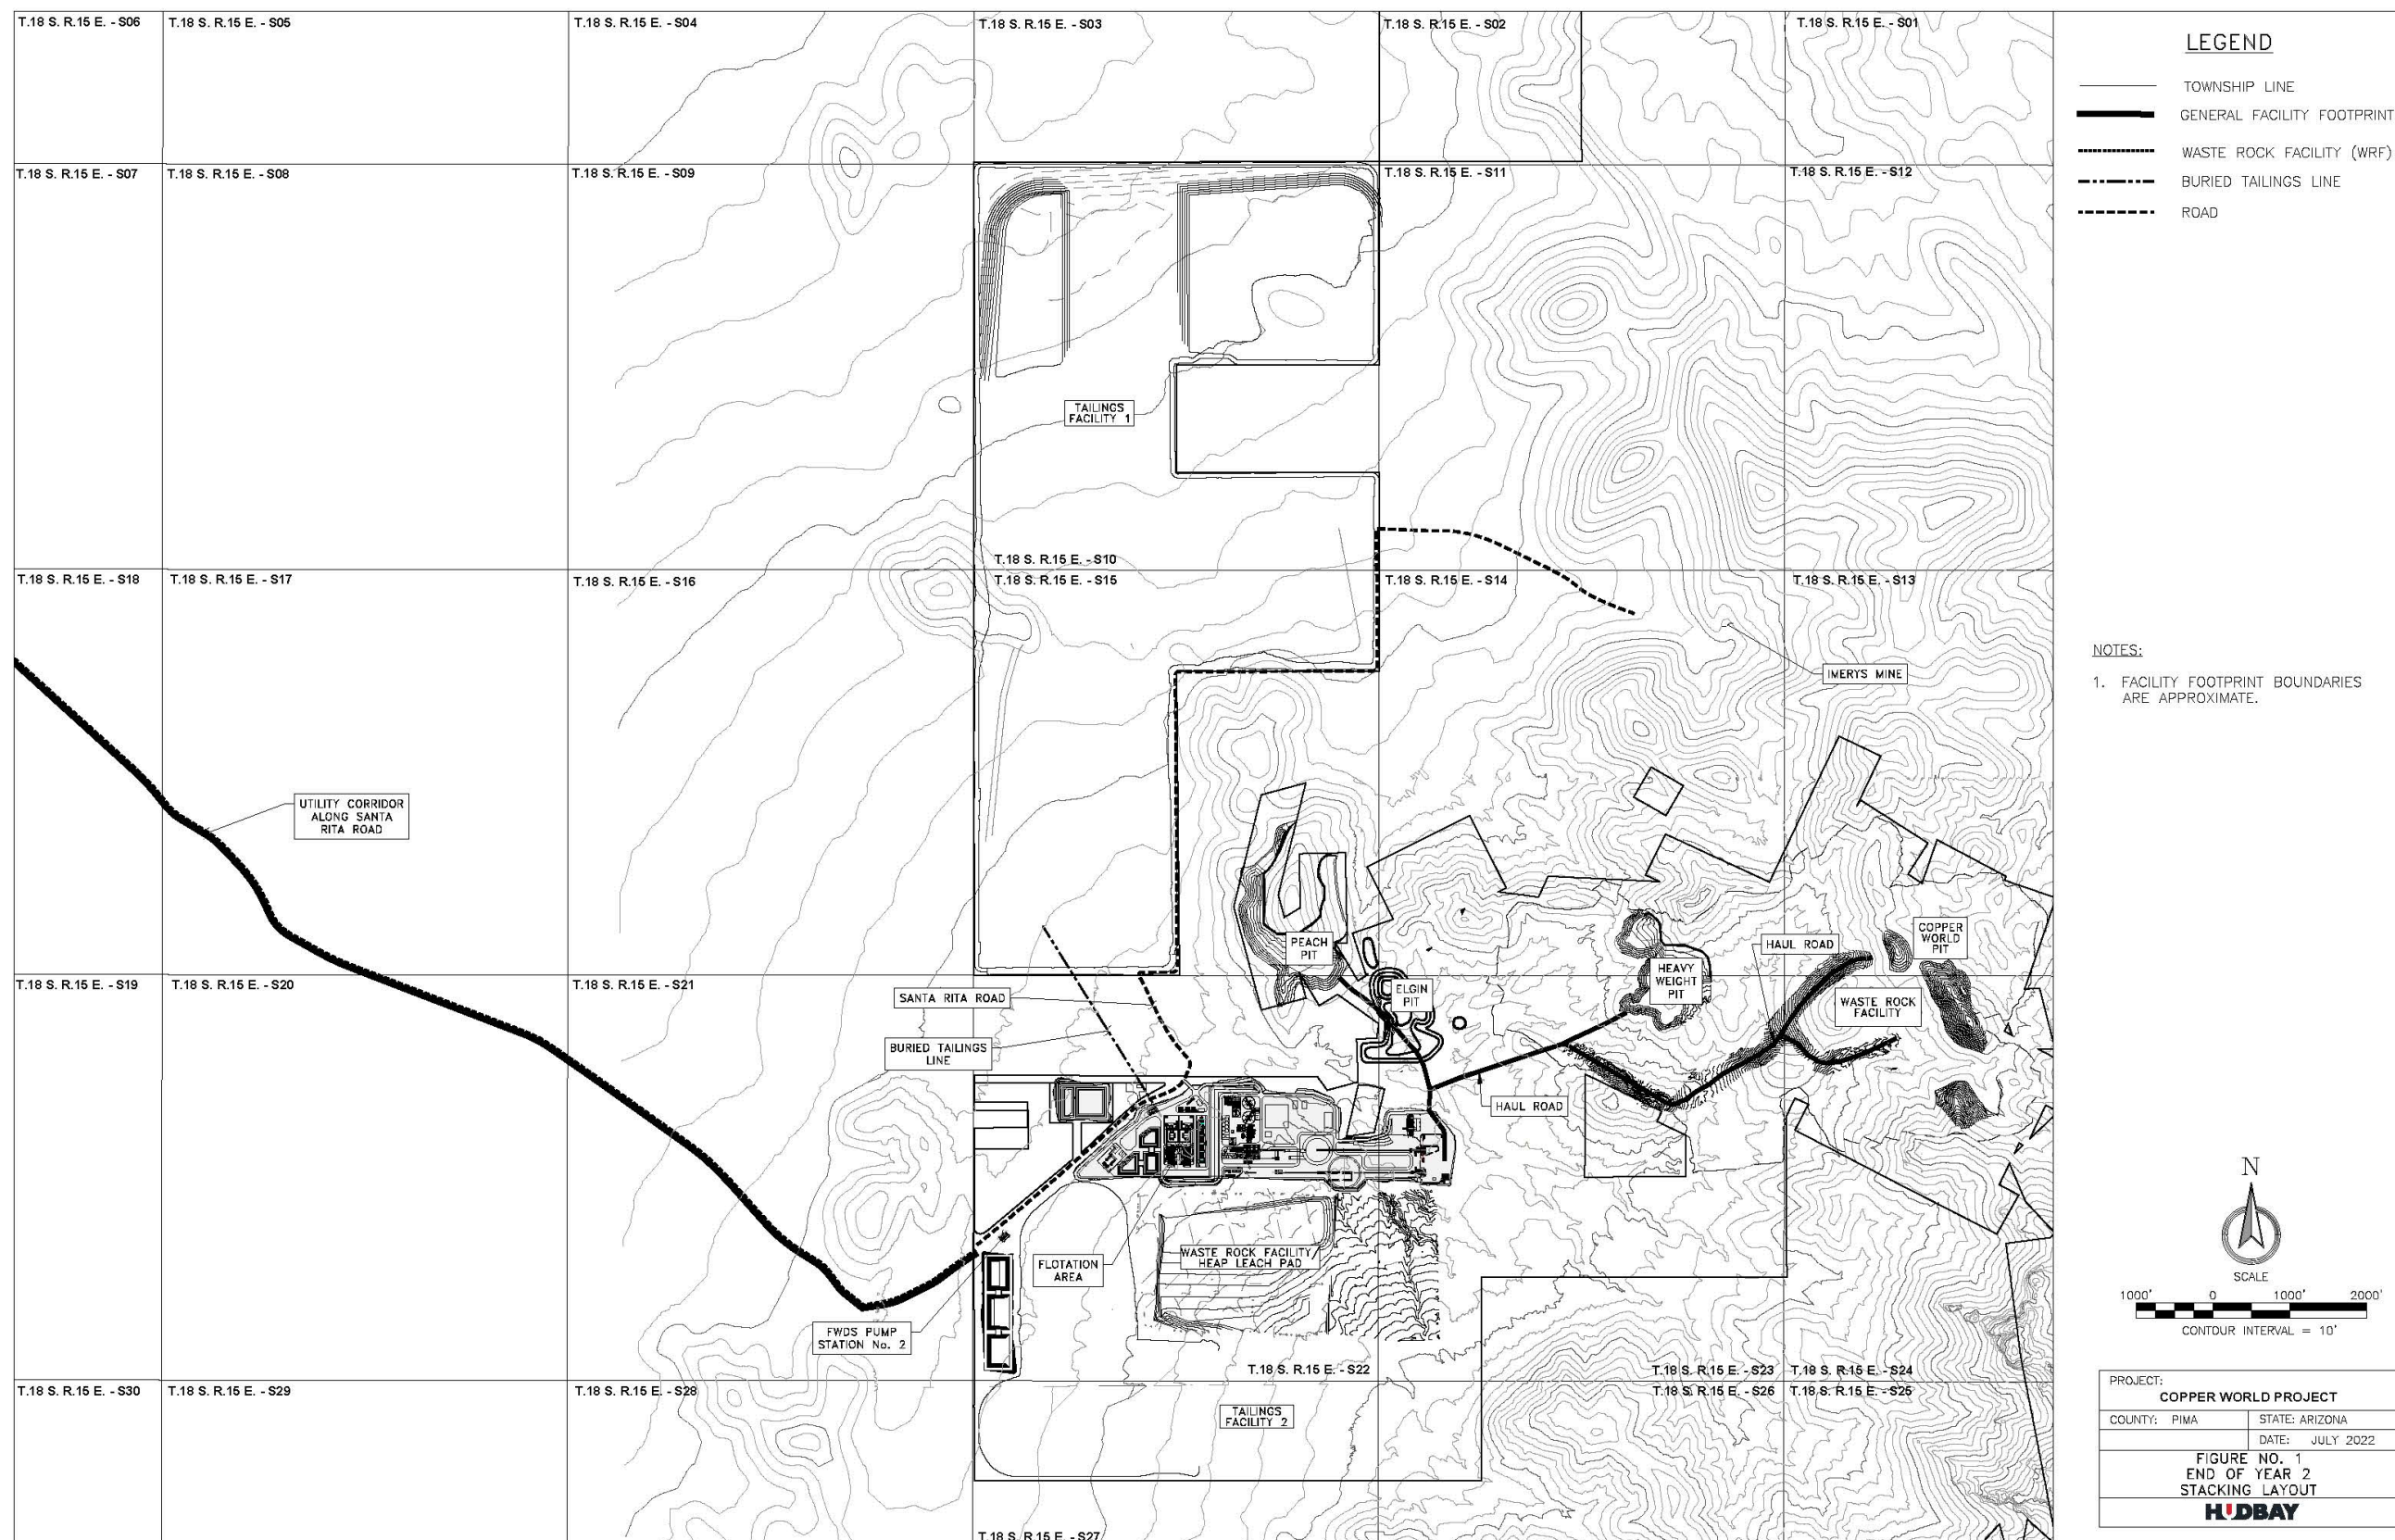 T.18 S. R.15 E. - S06
T.18 S. R.15 E. - S05
T.18 S. R.15 E. - S04
T.18 S. R.15 E. - S03
T.18 S. R.15 E. - S02
T.18 S. R.15 E. - S01
LEGEND
TOWNSHIP LINE
GENERAL FACILITY FOOTPRINT
WASTE ROCK FACILITY (WRF)
BURIED TAILINGS LINE
ROAD
T.18 S. R.15 E. - S07
T.18 S. R.15 E. - S08
T.18 S. R.15 E. - S09
T.18 S. R.15 E. - S11
T.18 S. R.15 E. - S12
TAILINGS
FACILITY 1
T.18 S. R.15 E. - S10
T.18 S. R.15 E. - S18
T.18 S. R.15 E. - S17
T.18 S. R.15 E. - S16
T.18 S. R.15 E. - S15
T.18 S. R.15 E. - S14
T.18 S. R.15 E. - S13
IMERYS MINE
NOTES:
1. FACILITY FOOTPRINT BOUNDARIES
ARE APPROXIMATE.
UTILITY CORRIDOR
ALONG SANTA
RITA ROAD
PEACH
PIT
HAUL ROAD
COPPER
WORLD
PIT
HEAVY
WEIGHT
PIT
ELGIN
PIT
WASTE ROCK
FACILITY
T.18 S. R.15 E. - S19
T.18 S. R.15 E. - S20
T.18 S. R.15 E. - S21
SANTA RITA ROAD
BURIED TAILINGS
LINE
HAUL ROAD
WASTE ROCK FACILITY
HEAP LEACH PAD
FLOTATION
AREA
FWDS PUMP
STATION No. 2
N
SCALE
1000' 0 1000' 2000'
CONTOUR INTERVAL = 10'
T.18 S. R.15 E. - S22
T.18 S. R.15 E. - S23
T.18 S. R.15 E. - S24
T.18 S. R.15 E. - S30
T.18 S. R.15 E. - S29
T.18 S. R.15 E. - S28
T.18 S. R.15 E. - S26
T.18 S. R.15 E. - S25
TAILINGS
FACILITY 2
T.18 S. R.15 E. - S27
PROJECT:
COPPER WORLD PROJECT
COUNTY: PIMA
STATE: ARIZONA
DATE: JULY 2022
FIGURE NO. 1
END OF YEAR 2
STACKING LAYOUT
HUDBAY